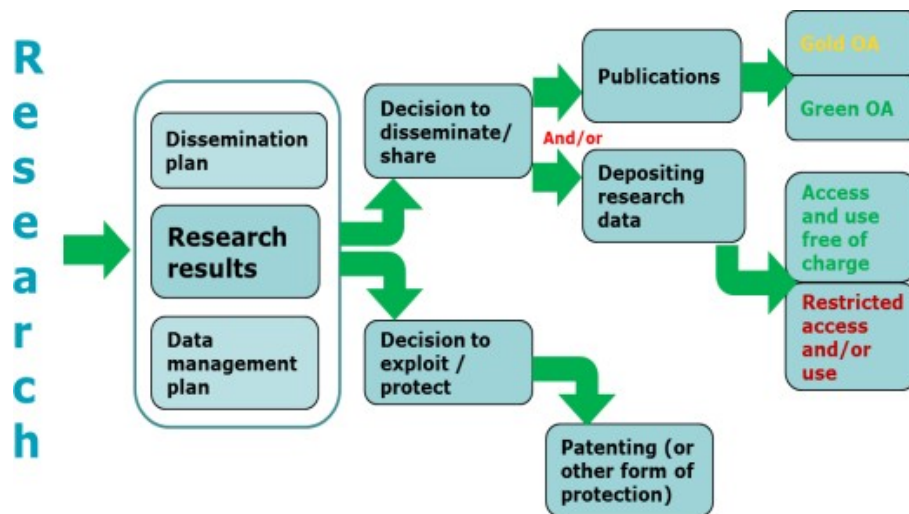 Research
Dissemination
plan
Research
results
Data
management
plan
Decision to
disseminate/
share
Decision to
exploit /
protect
And/or
Publications
Depositing
research
data
Patenting (or
other form of
protection)
Gold OA
Green OA
Access
and use
free of
charge
Restricted
access
and/or
use